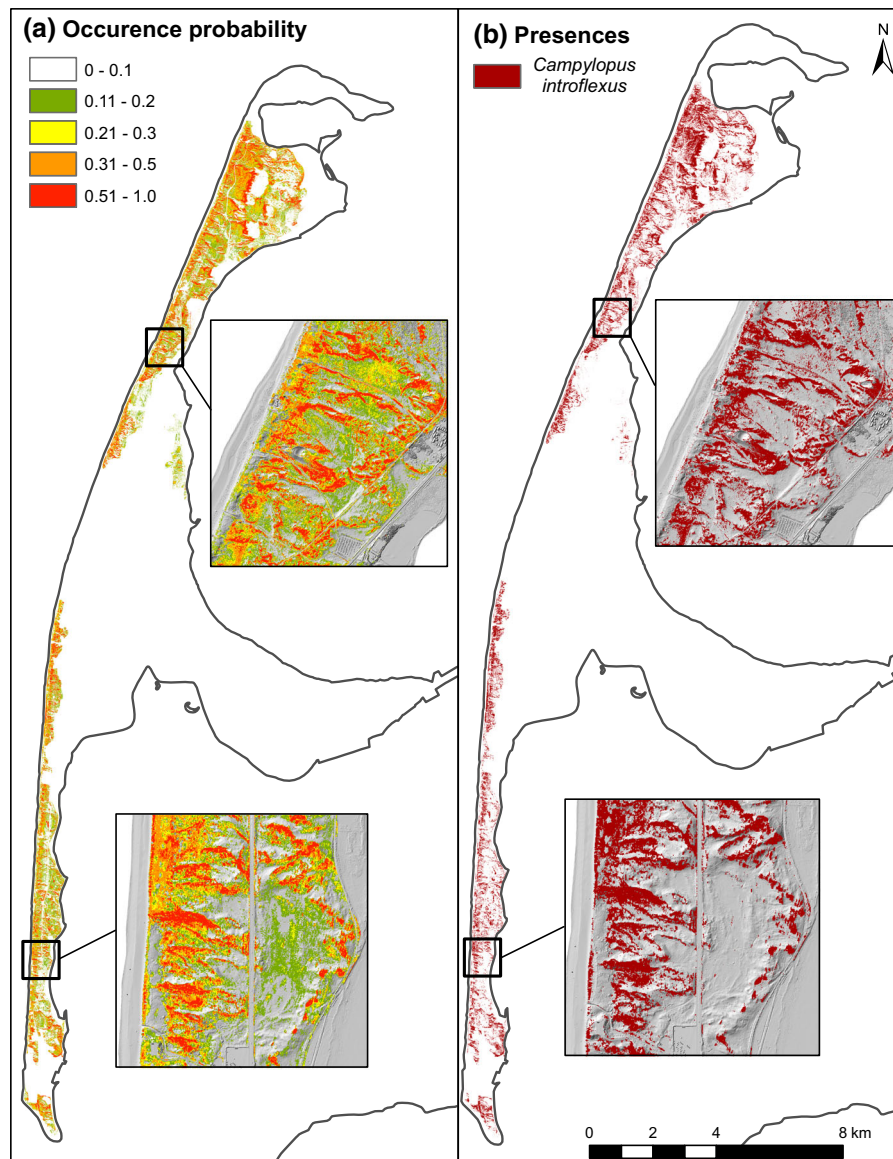 (a) Occurence probability
0 - 0.1
0.11 - 0.2
0.21 - 0.3
0.31 - 0.5
0.51 - 1.0
(b) Presences
Campylopus
introflexus
N
0 2 4 8 km